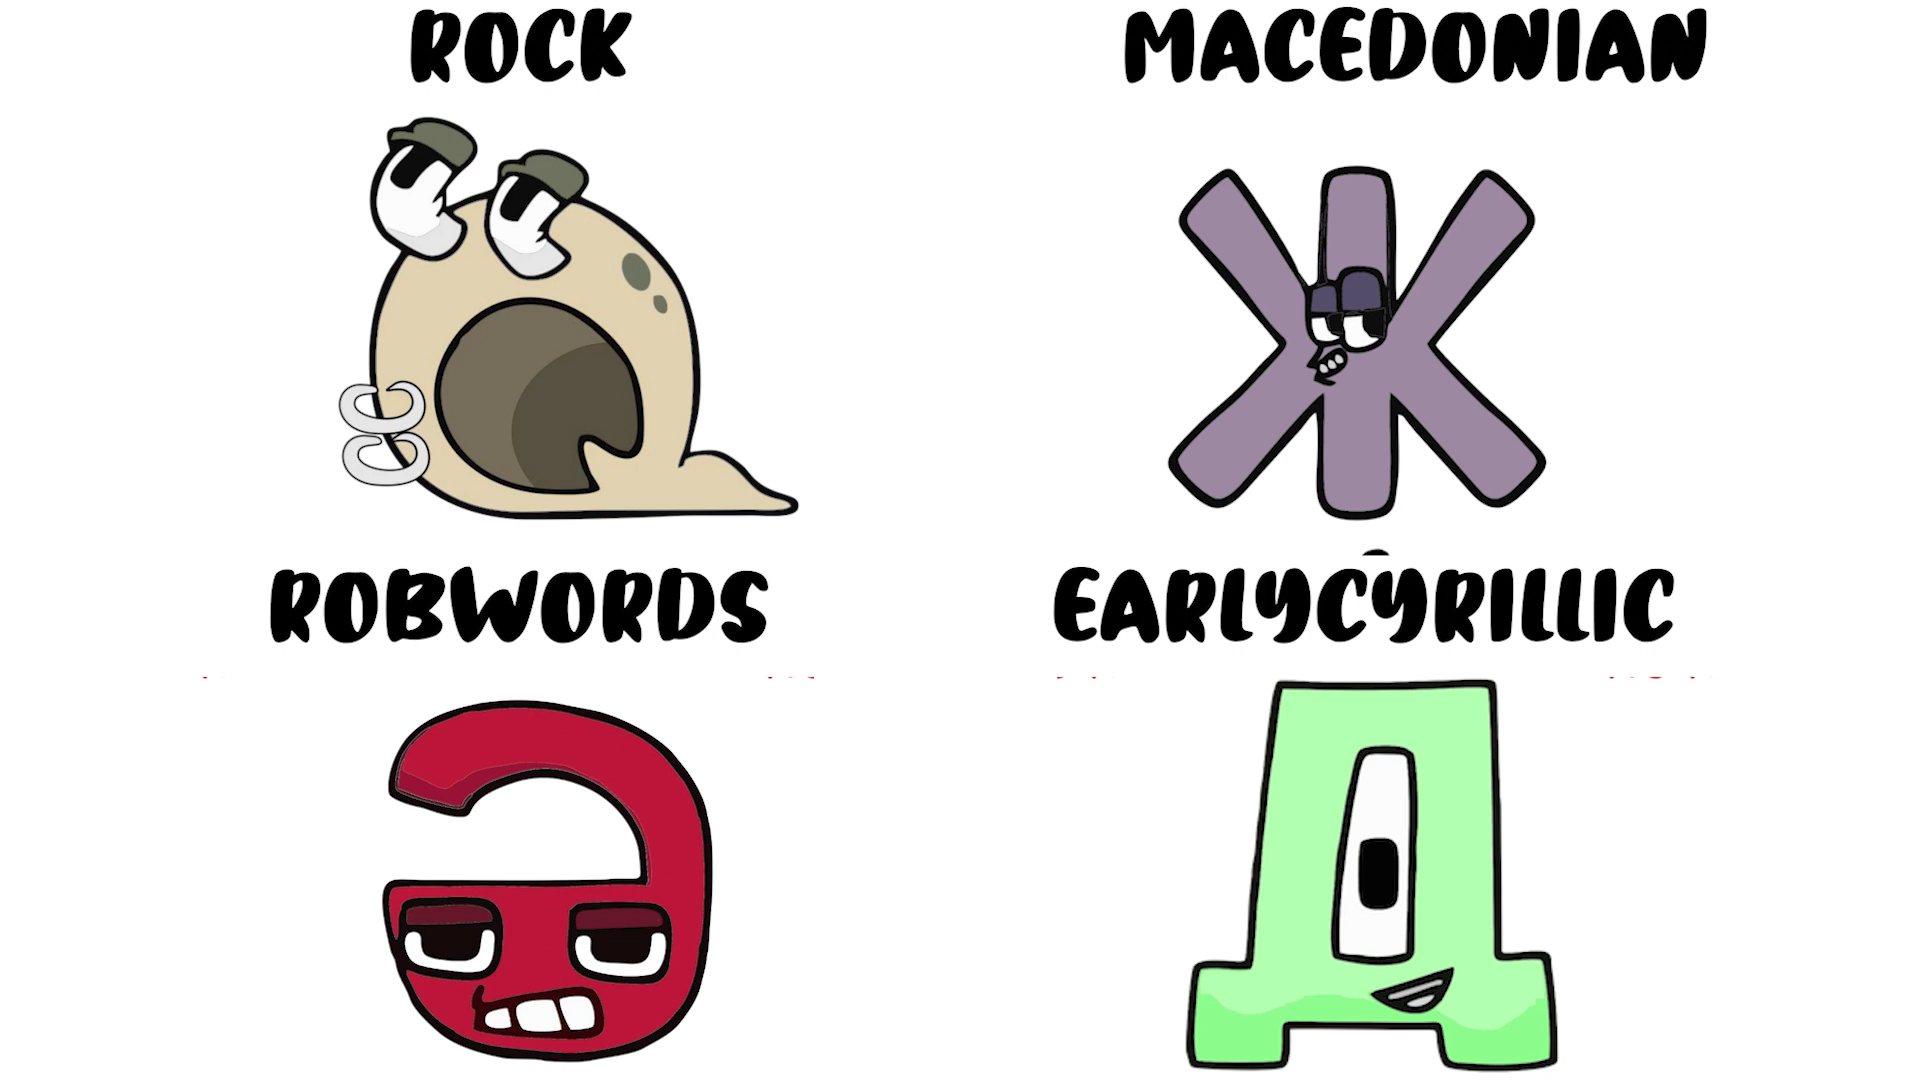 ROCK
MACEDONIAN
Ж
ROBWORDS
EARLYCYRILLIC
Ə
Д